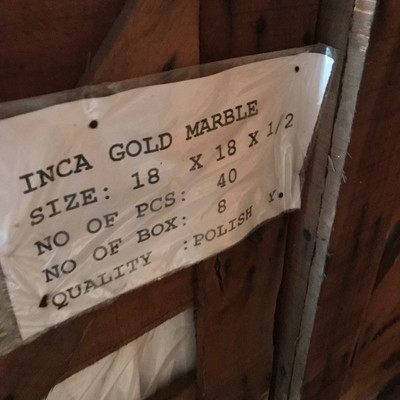 INCA GOLD MARBLE
SIZE: 18 X 18 X 1/2
NO OF PCS: 40
NO OF BOX: 8
QUALITY :POLISH Y